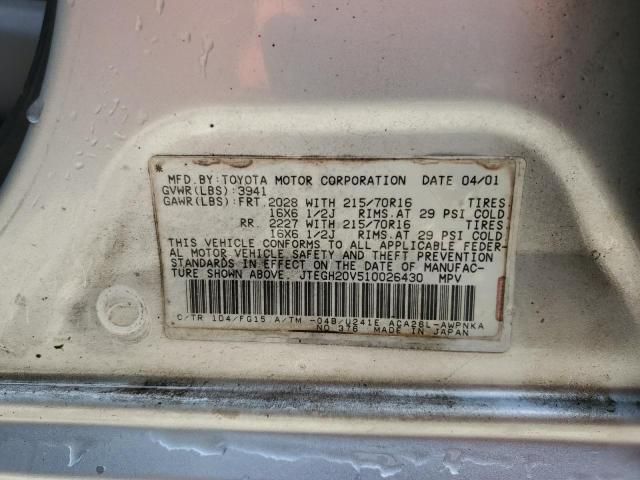 MFD. BY: TOYOTA MOTOR CORPORATION DATE 04/01
GVWR(LBS): 3941
GAWR(LBS): FRT. 2028 WITH 215/70R16 TIRES
16X6 1/2J RIMS.AT 29 PSI COLD
RR. 2227 WITH 215/70R16 TIRES
16X6 1/2J RIMS.AT 29 PSI COLD
THIS VEHICLE CONFORMS TO ALL APPLICABLE FEDER-
AL MOTOR VEHICLE SAFETY AND THEFT PREVENTION
STANDARDS IN EFFECT ON THE DATE OF MANUFAC-
TURE SHOWN ABOVE. JTEGH20V510026430 MPV
C/TR 1D4/FG15 A/TM -04B/U241E ACA26L-AWPNKA
NO 376 MADE IN JAPAN